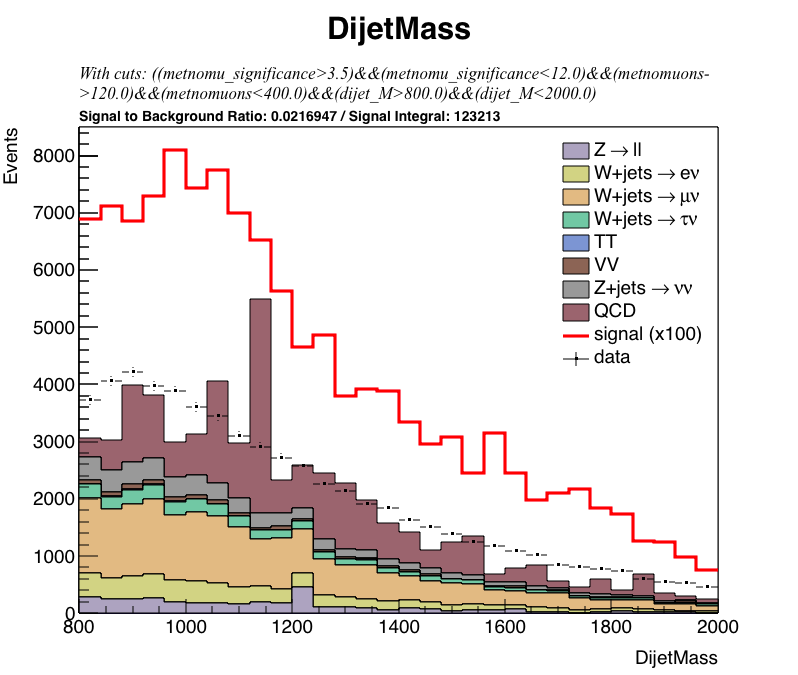 DijetMass
With cuts: ((metnomu_significance>3.5)&&(metnomu_significance<12.0)&&(metnomuons-
>120.0)&&(metnomuons<400.0)&&(dijet_M>800.0)&&(dijet_M<2000.0)
Signal to Background Ratio: 0.0216947 / Signal Integral: 123213
Events
8000
7000
6000
5000
4000
3000
2000
1000
0
Z → ll
W+jets → eν
W+jets → μν
W+jets → τν
TT
VV
Z+jets → νν
QCD
signal (x100)
data
800 1000 1200 1400 1600 1800 2000
DijetMass